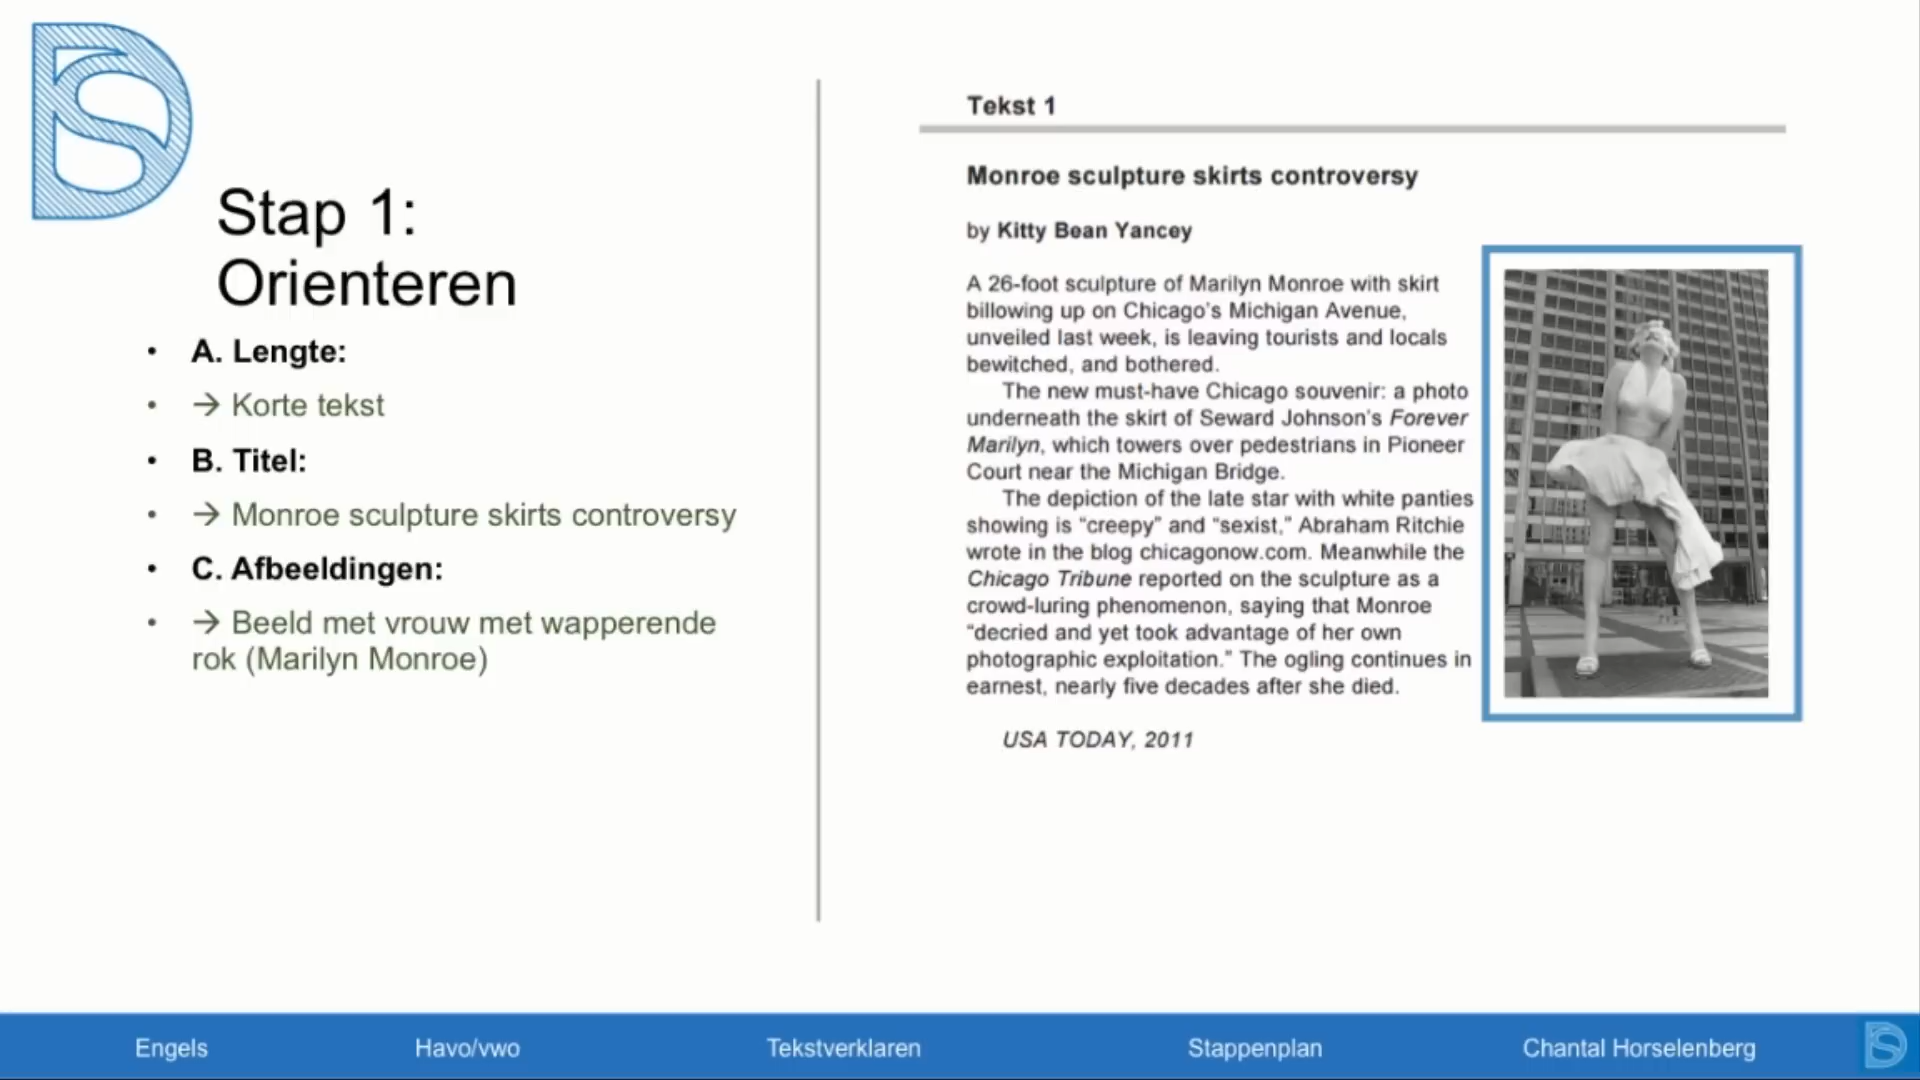 Stap 1:
Orienteren
• A. Lengte:
• → Korte tekst
• B. Titel:
• → Monroe sculpture skirts controversy
• C. Afbeeldingen:
• → Beeld met vrouw met wapperende
rok (Marilyn Monroe)
Tekst 1
Monroe sculpture skirts controversy
by Kitty Bean Yancey
A 26-foot sculpture of Marilyn Monroe with skirt
billowing up on Chicago's Michigan Avenue,
unveiled last week, is leaving tourists and locals
bewitched, and bothered.
The new must-have Chicago souvenir: a photo
underneath the skirt of Seward Johnson's Forever
Marilyn, which towers over pedestrians in Pioneer
Court near the Michigan Bridge.
The depiction of the late star with white panties
showing is “creepy” and “sexist,” Abraham Ritchie
wrote in the blog chicagonow.com. Meanwhile the
Chicago Tribune reported on the sculpture as a
crowd-luring phenomenon, saying that Monroe
“decried and yet took advantage of her own
photographic exploitation.” The ogling continues in
earnest, nearly five decades after she died.
USA TODAY, 2011
Engels Havo/vwo Tekstverklaren Stappenplan Chantal Horselenberg